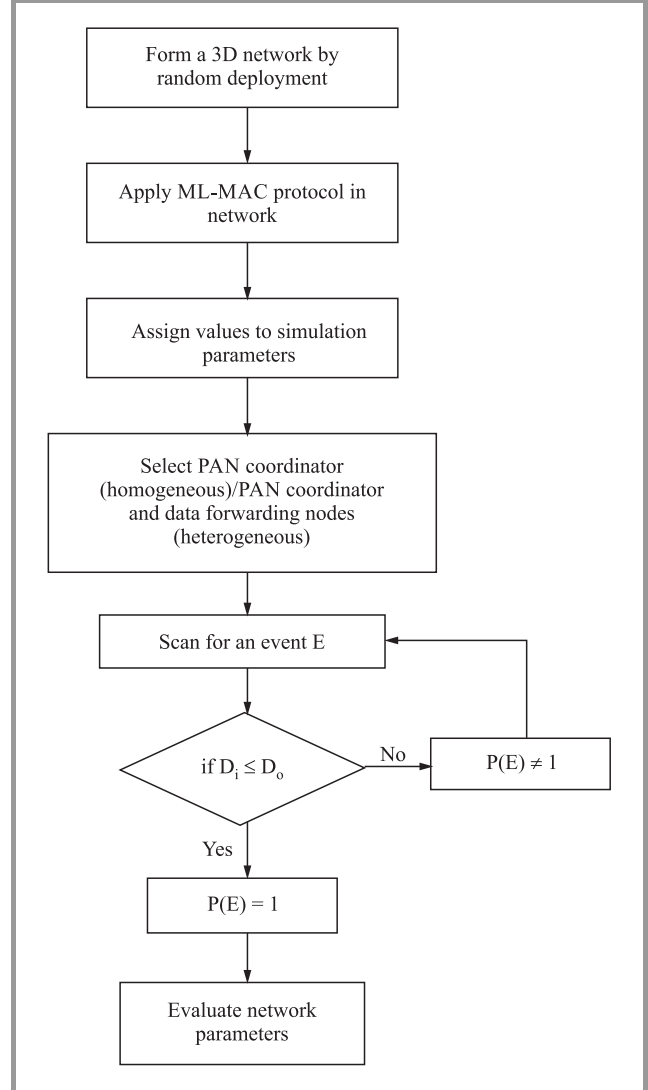 Form a 3D network by
random deployment
Apply ML-MAC protocol in
network
Assign values to simulation
parameters
Select PAN coordinator
(homogeneous)/PAN coordinator
and data forwarding nodes
(heterogeneous)
Scan for an event E
if Di ≤ Do
No
P(E) ≠ 1
Yes
P(E) = 1
Evaluate network
parameters